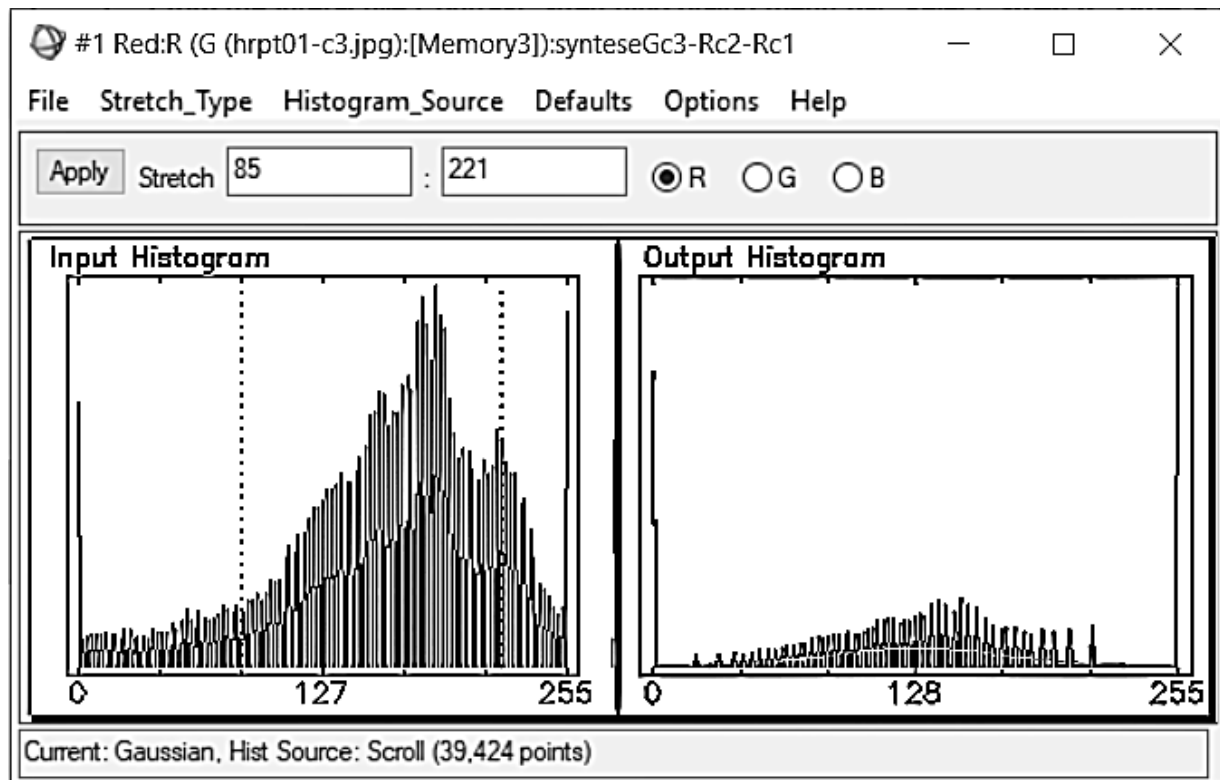 #1 Red:R (G (hrpt01-c3.jpg):[Memory3]):synteseGc3-Rc2-Rc1
File Stretch_Type Histogram_Source Defaults Options Help
Apply Stretch 85 : 221 R G B
Input Histogram Output Histogram
0 127 255 0 128 255
Current: Gaussian, Hist Source: Scroll (39,424 points)